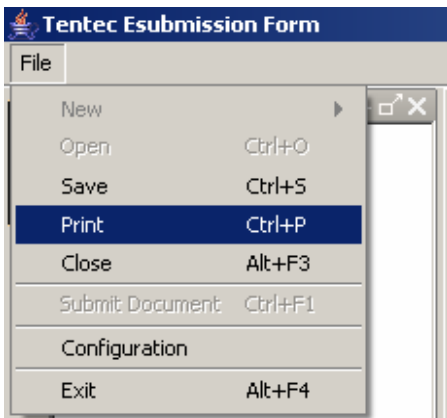 Tentec Esubmission Form
File
New
Open Ctrl+O
Save Ctrl+S
Print Ctrl+P
Close Alt+F3
Submit Document Ctrl+F1
Configuration
Exit Alt+F4